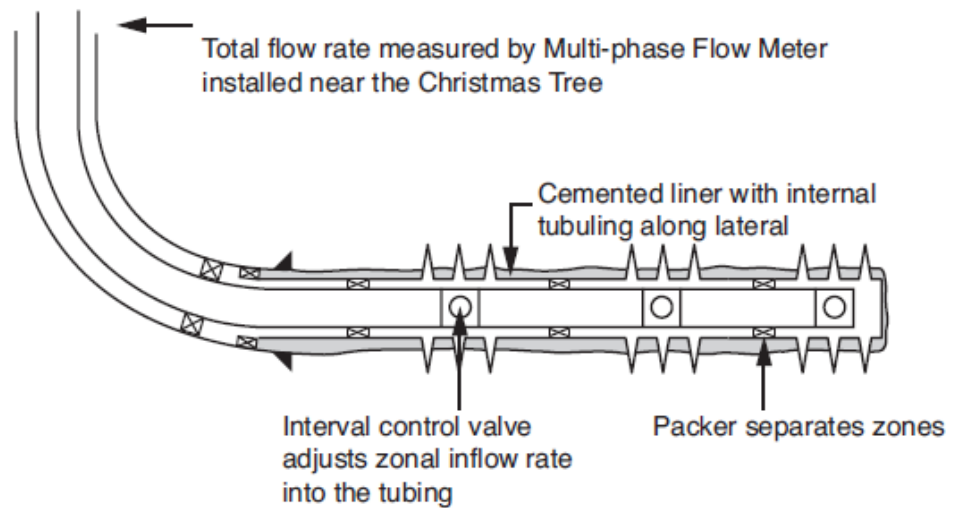 Total flow rate measured by Multi-phase Flow Meter
installed near the Christmas Tree
Cemented liner with internal
tubuling along lateral
Interval control valve
adjusts zonal inflow rate
into the tubing
Packer separates zones